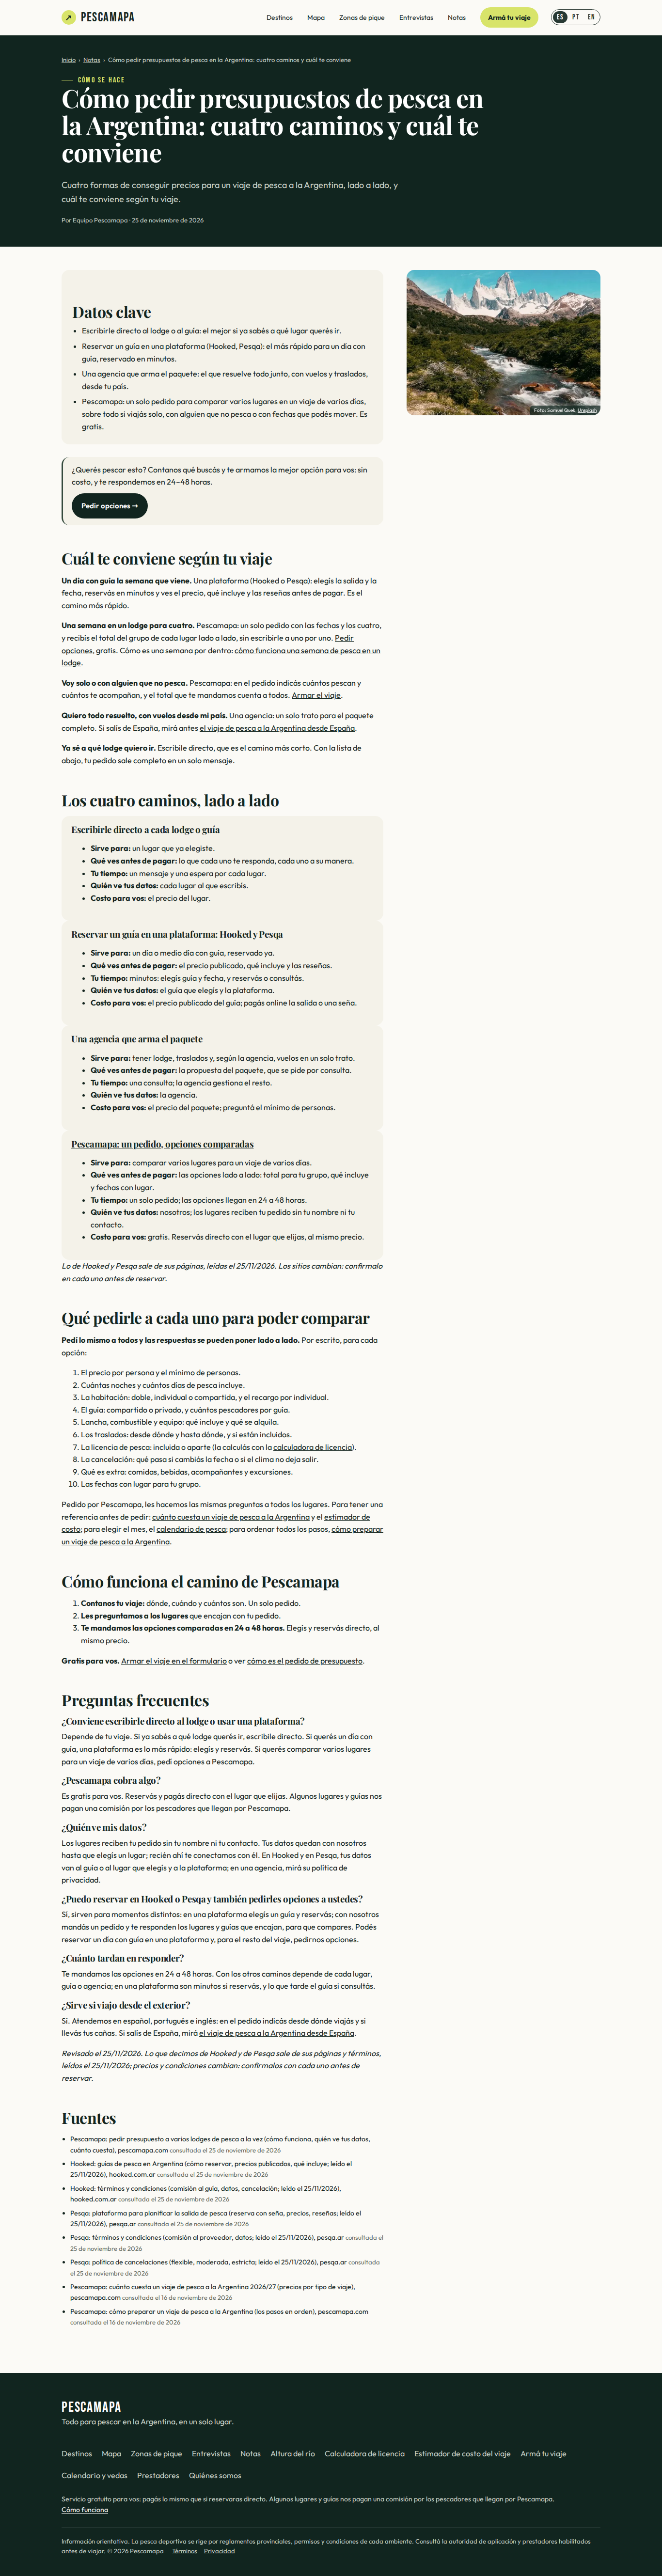 PESCAMAPA
Destinos Mapa Zonas de pique Entrevistas Notas Armá tu viaje ES PT EN
Inicio › Notas › Cómo pedir presupuestos de pesca en la Argentina: cuatro caminos y cuál te conviene
CÓMO SE HACE
Cómo pedir presupuestos de pesca en
la Argentina: cuatro caminos y cuál te
conviene
Cuatro formas de conseguir precios para un viaje de pesca a la Argentina, lado a lado, y
cuál te conviene según tu viaje.
Por Equipo Pescamapa · 25 de noviembre de 2026
Datos clave
• Escribirle directo al lodge o al guía: el mejor si ya sabés a qué lugar querés ir.
• Reservar un guía en una plataforma (Hooked, Pesqa): el más rápido para un día con
guía, reservado en minutos.
• Una agencia que arma el paquete: el que resuelve todo junto, con vuelos y traslados,
desde tu país.
• Pescamapa: un solo pedido para comparar varios lugares en un viaje de varios días,
sobre todo si viajás solo, con alguien que no pesca o con fechas que podés mover. Es
gratis.
Foto: Samuel Quek, Unsplash
¿Querés pescar esto? Contanos qué buscás y te armamos la mejor opción para vos: sin
costo, y te respondemos en 24–48 horas.
Pedir opciones →
Cuál te conviene según tu viaje
Un día con guía la semana que viene. Una plataforma (Hooked o Pesqa): elegís la salida y la
fecha, reservás en minutos y ves el precio, qué incluye y las reseñas antes de pagar. Es el
camino más rápido.
Una semana en un lodge para cuatro. Pescamapa: un solo pedido con las fechas y los cuatro,
y recibís el total del grupo de cada lugar lado a lado, sin escribirle a uno por uno. Pedir
opciones, gratis. Cómo es una semana por dentro: cómo funciona una semana de pesca en un
lodge.
Voy solo o con alguien que no pesca. Pescamapa: en el pedido indicás cuántos pescan y
cuántos te acompañan, y el total que te mandamos cuenta a todos. Armar el viaje.
Quiero todo resuelto, con vuelos desde mi país. Una agencia: un solo trato para el paquete
completo. Si salís de España, mirá antes el viaje de pesca a la Argentina desde España.
Ya sé a qué lodge quiero ir. Escribile directo, que es el camino más corto. Con la lista de
abajo, tu pedido sale completo en un solo mensaje.
Los cuatro caminos, lado a lado
Escribirle directo a cada lodge o guía
• Sirve para: un lugar que ya elegiste.
• Qué ves antes de pagar: lo que cada uno te responda, cada uno a su manera.
• Tu tiempo: un mensaje y una espera por cada lugar.
• Quién ve tus datos: cada lugar al que escribís.
• Costo para vos: el precio del lugar.
Reservar un guía en una plataforma: Hooked y Pesqa
• Sirve para: un día o medio día con guía, reservado ya.
• Qué ves antes de pagar: el precio publicado, qué incluye y las reseñas.
• Tu tiempo: minutos: elegís guía y fecha, y reservás o consultás.
• Quién ve tus datos: el guía que elegís y la plataforma.
• Costo para vos: el precio publicado del guía; pagás online la salida o una seña.
Una agencia que arma el paquete
• Sirve para: tener lodge, traslados y, según la agencia, vuelos en un solo trato.
• Qué ves antes de pagar: la propuesta del paquete, que se pide por consulta.
• Tu tiempo: una consulta; la agencia gestiona el resto.
• Quién ve tus datos: la agencia.
• Costo para vos: el precio del paquete; preguntá el mínimo de personas.
Pescamapa: un pedido, opciones comparadas
• Sirve para: comparar varios lugares para un viaje de varios días.
• Qué ves antes de pagar: las opciones lado a lado: total para tu grupo, qué incluye
y fechas con lugar.
• Tu tiempo: un solo pedido; las opciones llegan en 24 a 48 horas.
• Quién ve tus datos: nosotros; los lugares reciben tu pedido sin tu nombre ni tu
contacto.
• Costo para vos: gratis. Reservás directo con el lugar que elijas, al mismo precio.
Lo de Hooked y Pesqa sale de sus páginas, leídas el 25/11/2026. Los sitios cambian: confirmalo
en cada uno antes de reservar.
Qué pedirle a cada uno para poder comparar
Pedí lo mismo a todos y las respuestas se pueden poner lado a lado. Por escrito, para cada
opción:
1. El precio por persona y el mínimo de personas.
2. Cuántas noches y cuántos días de pesca incluye.
3. La habitación: doble, individual o compartida, y el recargo por individual.
4. El guía: compartido o privado, y cuántos pescadores por guía.
5. Lancha, combustible y equipo: qué incluye y qué se alquila.
6. Los traslados: desde dónde y hasta dónde, y si están incluidos.
7. La licencia de pesca: incluida o aparte (la calculás con la calculadora de licencia).
8. La cancelación: qué pasa si cambiás la fecha o si el clima no deja salir.
9. Qué es extra: comidas, bebidas, acompañantes y excursiones.
10. Las fechas con lugar para tu grupo.
Pedido por Pescamapa, les hacemos las mismas preguntas a todos los lugares. Para tener una
referencia antes de pedir: cuánto cuesta un viaje de pesca a la Argentina y el estimador de
costo; para elegir el mes, el calendario de pesca; para ordenar todos los pasos, cómo preparar
un viaje de pesca a la Argentina.
Cómo funciona el camino de Pescamapa
1. Contanos tu viaje: dónde, cuándo y cuántos son. Un solo pedido.
2. Les preguntamos a los lugares que encajan con tu pedido.
3. Te mandamos las opciones comparadas en 24 a 48 horas. Elegís y reservás directo, al
mismo precio.
Gratis para vos. Armar el viaje en el formulario o ver cómo es el pedido de presupuesto.
Preguntas frecuentes
¿Conviene escribirle directo al lodge o usar una plataforma?
Depende de tu viaje. Si ya sabés a qué lodge querés ir, escribile directo. Si querés un día con
guía, una plataforma es lo más rápido: elegís y reservás. Si querés comparar varios lugares
para un viaje de varios días, pedí opciones a Pescamapa.
¿Pescamapa cobra algo?
Es gratis para vos. Reservás y pagás directo con el lugar que elijas. Algunos lugares y guías nos
pagan una comisión por los pescadores que llegan por Pescamapa.
¿Quién ve mis datos?
Los lugares reciben tu pedido sin tu nombre ni tu contacto. Tus datos quedan con nosotros
hasta que elegís un lugar; recién ahí te conectamos con él. En Hooked y en Pesqa, tus datos
van al guía o al lugar que elegís y a la plataforma; en una agencia, mirá su política de
privacidad.
¿Puedo reservar en Hooked o Pesqa y también pedirles opciones a ustedes?
Sí, sirven para momentos distintos: en una plataforma elegís un guía y reservás; con nosotros
mandás un pedido y te responden los lugares y guías que encajan, para que compares. Podés
reservar un día con guía en una plataforma y, para el resto del viaje, pedirnos opciones.
¿Cuánto tardan en responder?
Te mandamos las opciones en 24 a 48 horas. Con los otros caminos depende de cada lugar,
guía o agencia; en una plataforma son minutos si reservás, y lo que tarde el guía si consultás.
¿Sirve si viajo desde el exterior?
Sí. Atendemos en español, portugués e inglés: en el pedido indicás desde dónde viajás y si
llevás tus cañas. Si salís de España, mirá el viaje de pesca a la Argentina desde España.
Revisado el 25/11/2026. Lo que decimos de Hooked y de Pesqa sale de sus páginas y términos,
leídos el 25/11/2026; precios y condiciones cambian: confirmalos con cada uno antes de
reservar.
Fuentes
• Pescamapa: pedir presupuesto a varios lodges de pesca a la vez (cómo funciona, quién ve tus datos,
cuánto cuesta), pescamapa.com consultada el 25 de noviembre de 2026
• Hooked: guías de pesca en Argentina (cómo reservar, precios publicados, qué incluye; leído el
25/11/2026), hooked.com.ar consultada el 25 de noviembre de 2026
• Hooked: términos y condiciones (comisión al guía, datos, cancelación; leído el 25/11/2026),
hooked.com.ar consultada el 25 de noviembre de 2026
• Pesqa: plataforma para planificar la salida de pesca (reserva con seña, precios, reseñas; leído el
25/11/2026), pesqa.ar consultada el 25 de noviembre de 2026
• Pesqa: términos y condiciones (comisión al proveedor, datos; leído el 25/11/2026), pesqa.ar consultada el
25 de noviembre de 2026
• Pesqa: política de cancelaciones (flexible, moderada, estricta; leído el 25/11/2026), pesqa.ar consultada
el 25 de noviembre de 2026
• Pescamapa: cuánto cuesta un viaje de pesca a la Argentina 2026/27 (precios por tipo de viaje),
pescamapa.com consultada el 16 de noviembre de 2026
• Pescamapa: cómo preparar un viaje de pesca a la Argentina (los pasos en orden), pescamapa.com
consultada el 16 de noviembre de 2026
PESCAMAPA
Todo para pescar en la Argentina, en un solo lugar.
Destinos Mapa Zonas de pique Entrevistas Notas Altura del río Calculadora de licencia Estimador de costo del viaje Armá tu viaje
Calendario y vedas Prestadores Quiénes somos
Servicio gratuito para vos: pagás lo mismo que si reservaras directo. Algunos lugares y guías nos pagan una comisión por los pescadores que llegan por Pescamapa.
Cómo funciona
Información orientativa. La pesca deportiva se rige por reglamentos provinciales, permisos y condiciones de cada ambiente. Consultá la autoridad de aplicación y prestadores habilitados
antes de viajar. © 2026 Pescamapa Términos Privacidad